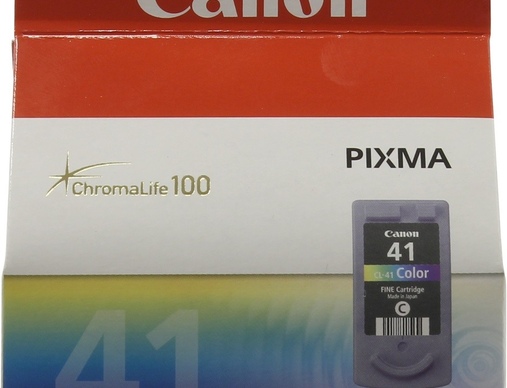 Canon
PIXMA
ChromaLife100
Canon
41
CL-41 Color
FINE Cartridge
Made in Japan
C
41